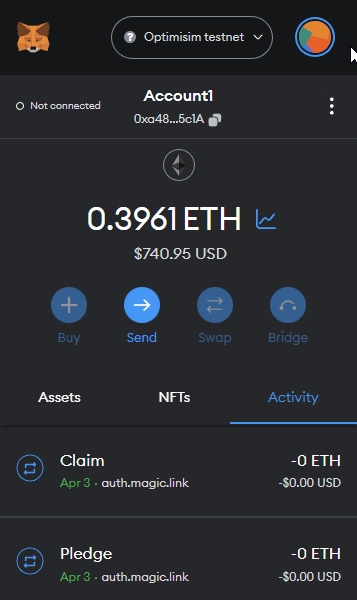 Optimisim testnet
Not connected
Account1
0xa48...5c1A
0.3961 ETH
$740.95 USD
Buy Send Swap Bridge
Assets NFTs Activity
Claim -0 ETH
Apr 3 · auth.magic.link -$0.00 USD
Pledge -0 ETH
Apr 3 · auth.magic.link -$0.00 USD